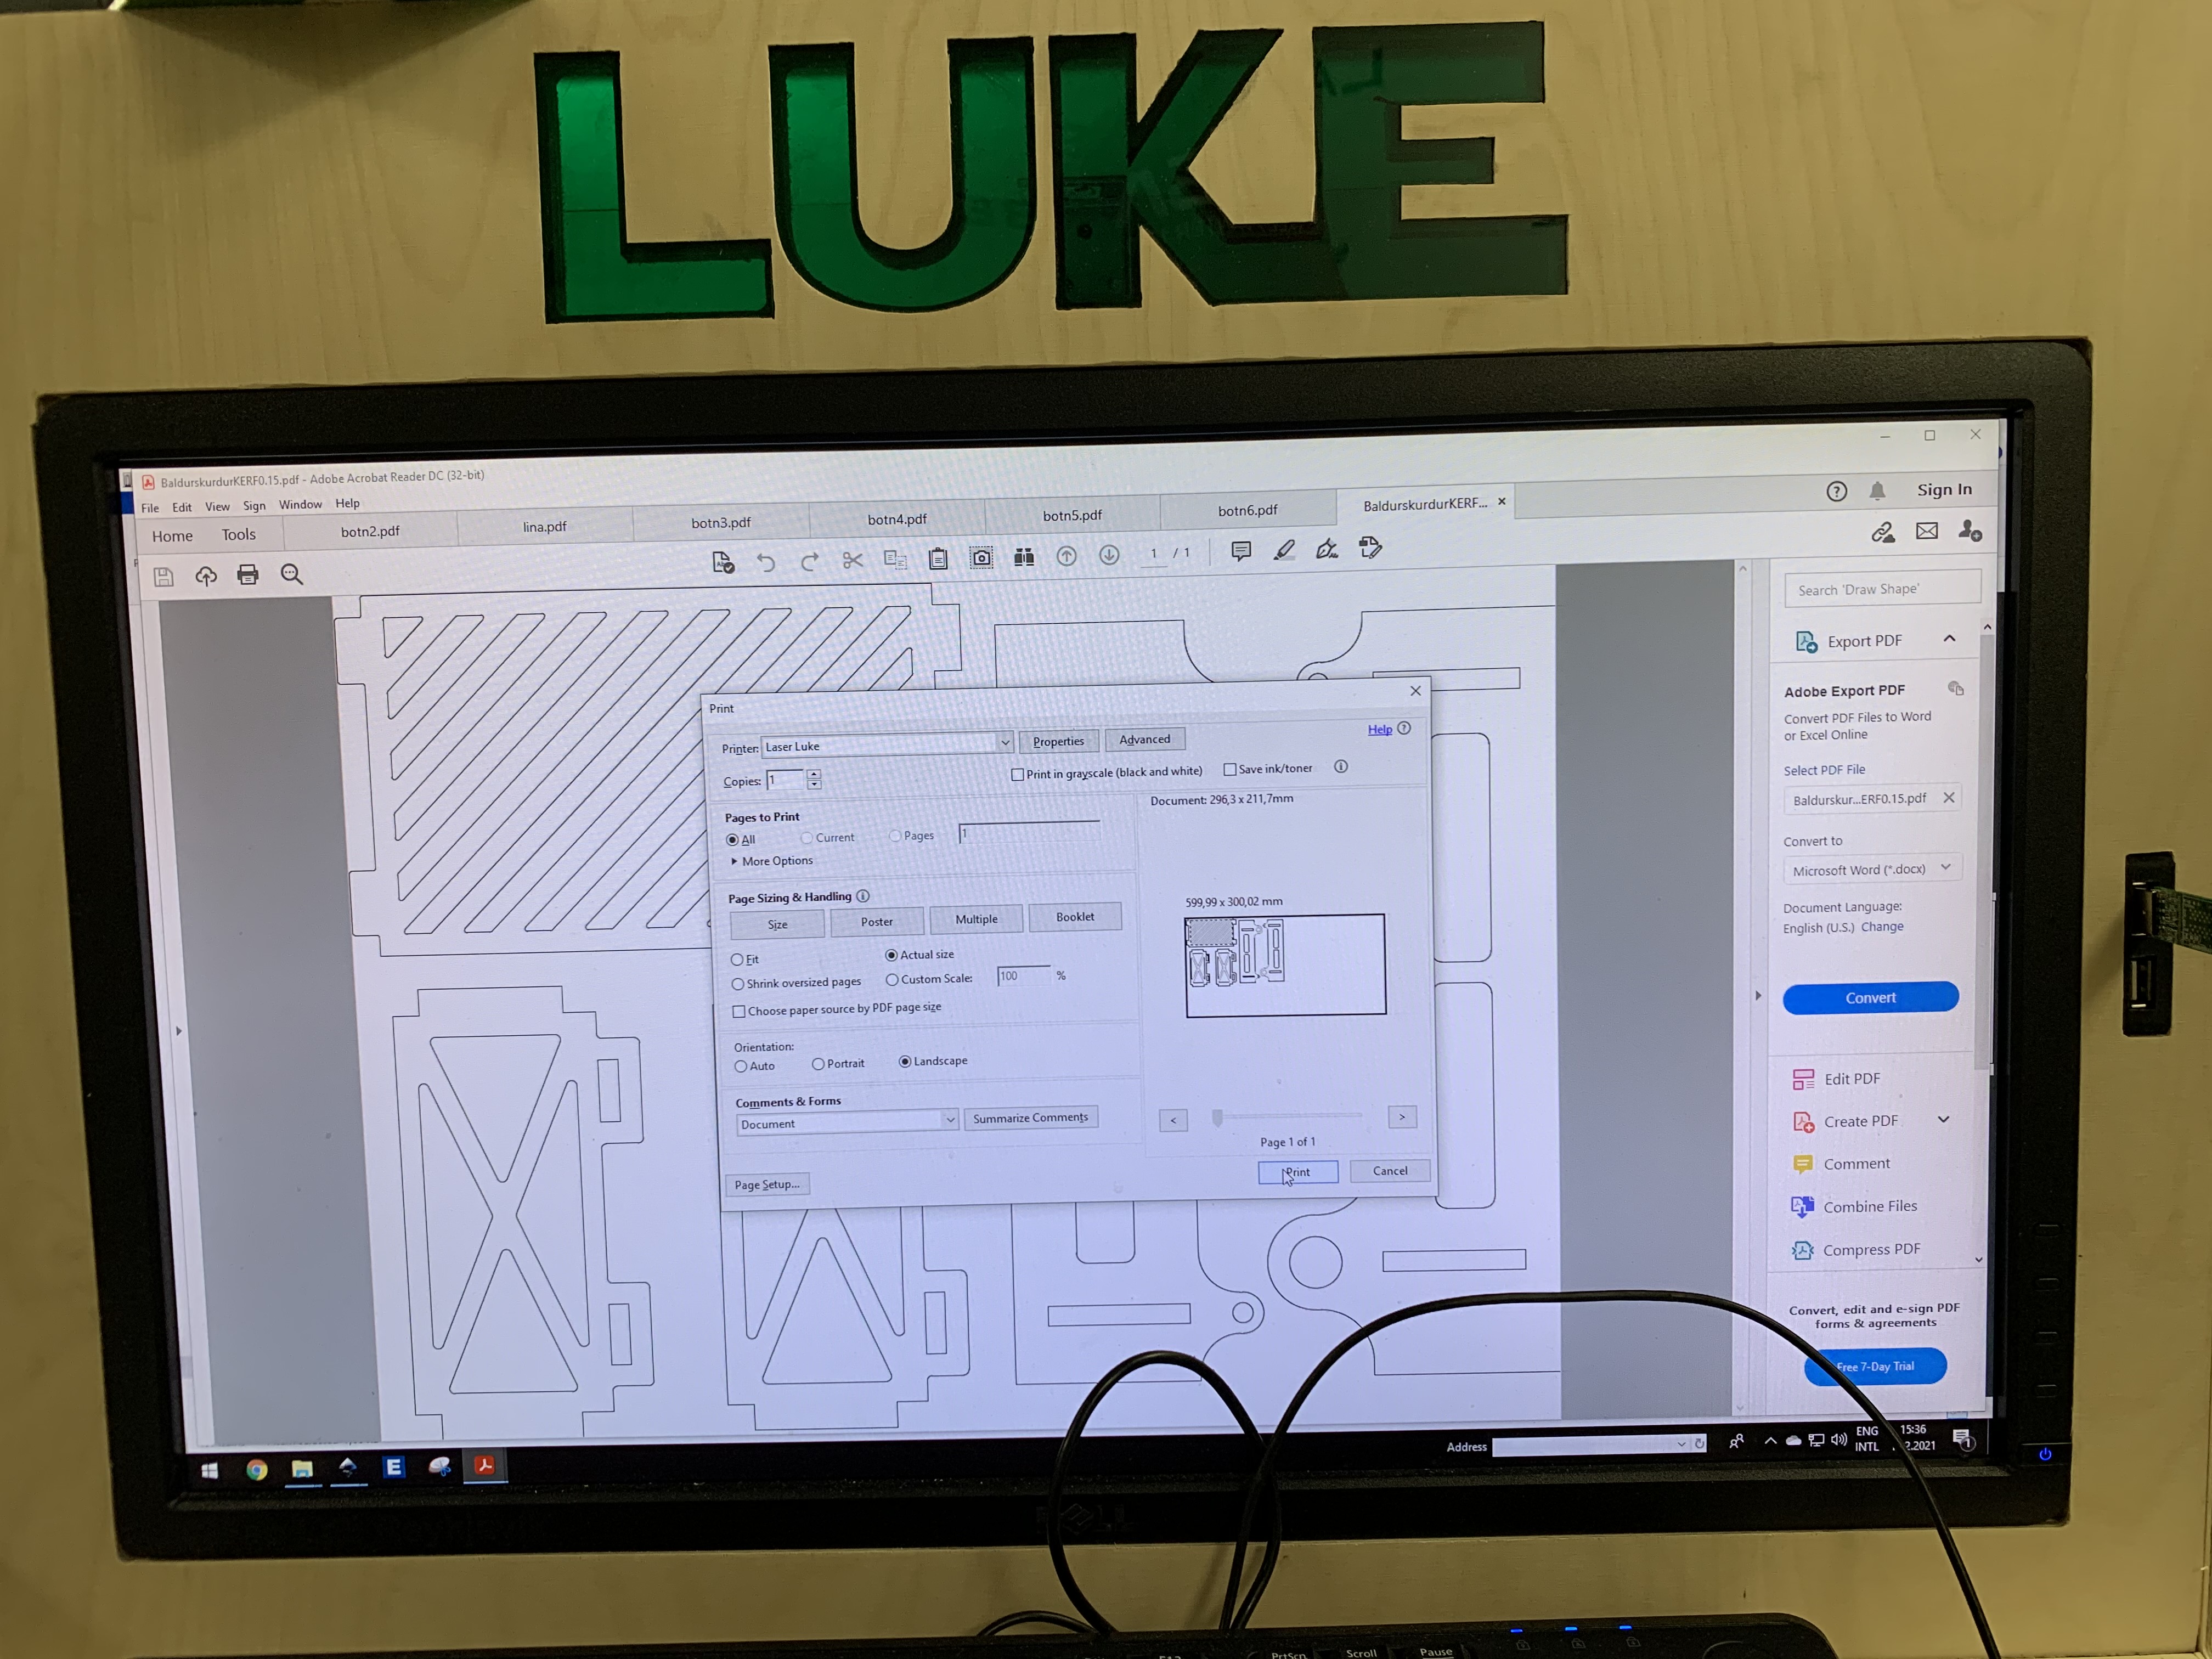 LUKE
BaldurskurdurKERF0.15.pdf - Adobe Acrobat Reader DC (32-bit)
File Edit View Sign Window Help
Home Tools botn2.pdf lina.pdf botn3.pdf botn4.pdf botn5.pdf botn6.pdf BaldurskurdurKERF... × Sign In
1 / 1
Print
Printer: Laser Luke Properties Advanced Help
Copies: 1 Print in grayscale (black and white) Save ink/toner
Pages to Print
All Current Pages 1
More Options
Page Sizing & Handling
Size Poster Multiple Booklet
Fit Actual size
Shrink oversized pages Custom Scale: 100 %
Choose paper source by PDF page size
Orientation:
Auto Portrait Landscape
Comments & Forms
Document Summarize Comments
Page Setup...
Document: 296,3 x 211,7mm
599,99 x 300,02 mm
< >
Page 1 of 1
Print Cancel
Search 'Draw Shape'
Export PDF
Adobe Export PDF
Convert PDF Files to Word
or Excel Online
Select PDF File
Baldurskur...ERF0.15.pdf
Convert to
Microsoft Word (*.docx)
Document Language:
English (U.S.) Change
Convert
Edit PDF
Create PDF
Comment
Combine Files
Compress PDF
Convert, edit and e-sign PDF
forms & agreements
Free 7-Day Trial
Address
ENG
INTL
15:36
.2.2021
1
PrtScn Scroll Pause